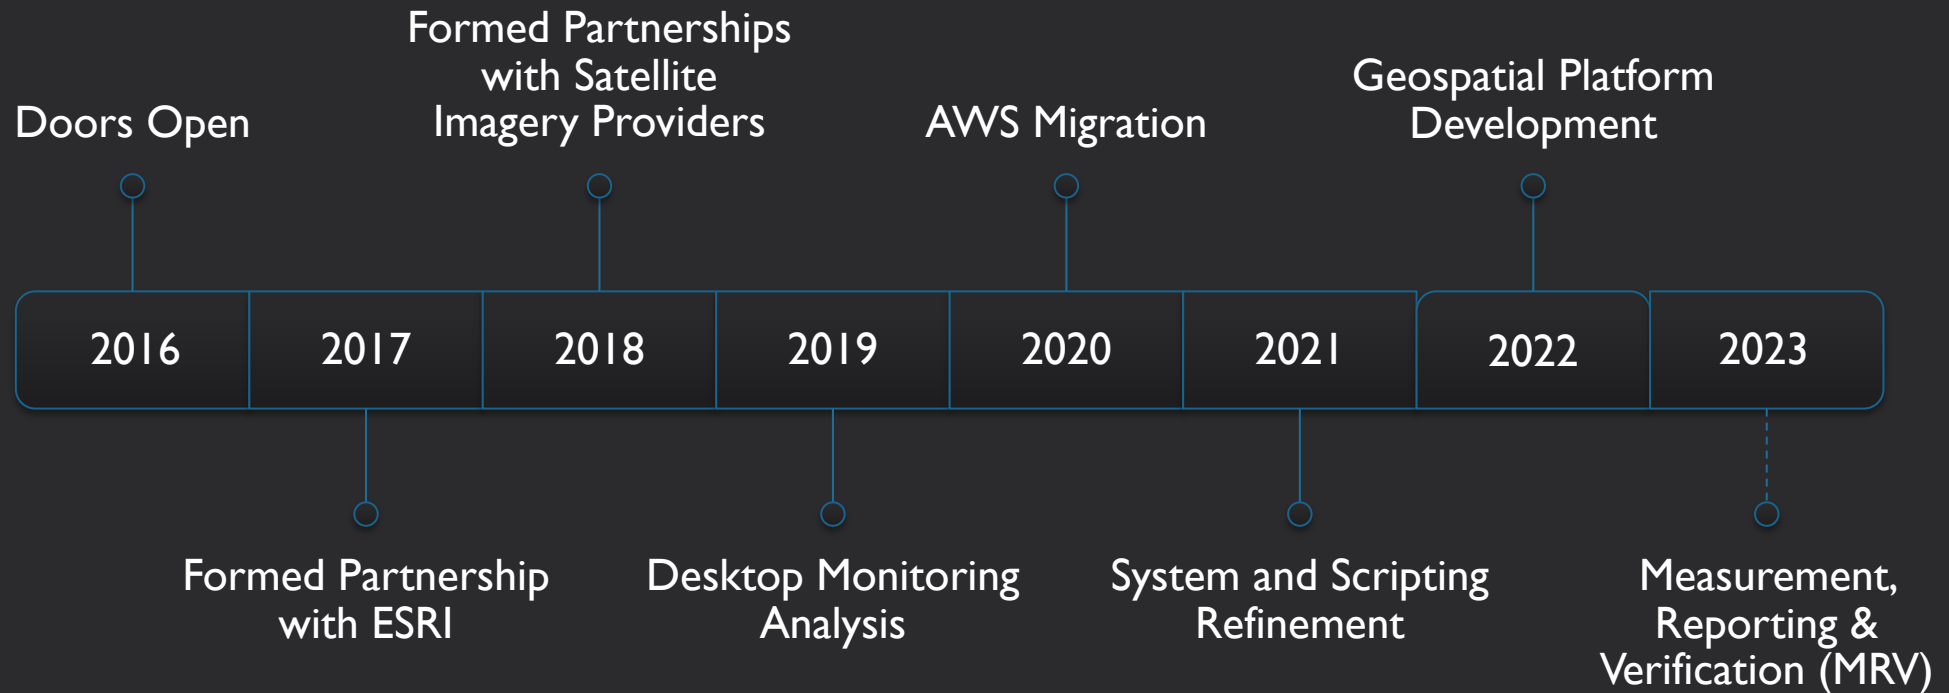 Formed Partnerships
with Satellite
Imagery Providers
Doors Open
AWS Migration
Geospatial Platform
Development
2016
2017
2018
2019
2020
2021
2022
2023
Formed Partnership
with ESRI
Desktop Monitoring
Analysis
System and Scripting
Refinement
Measurement,
Reporting &
Verification (MRV)